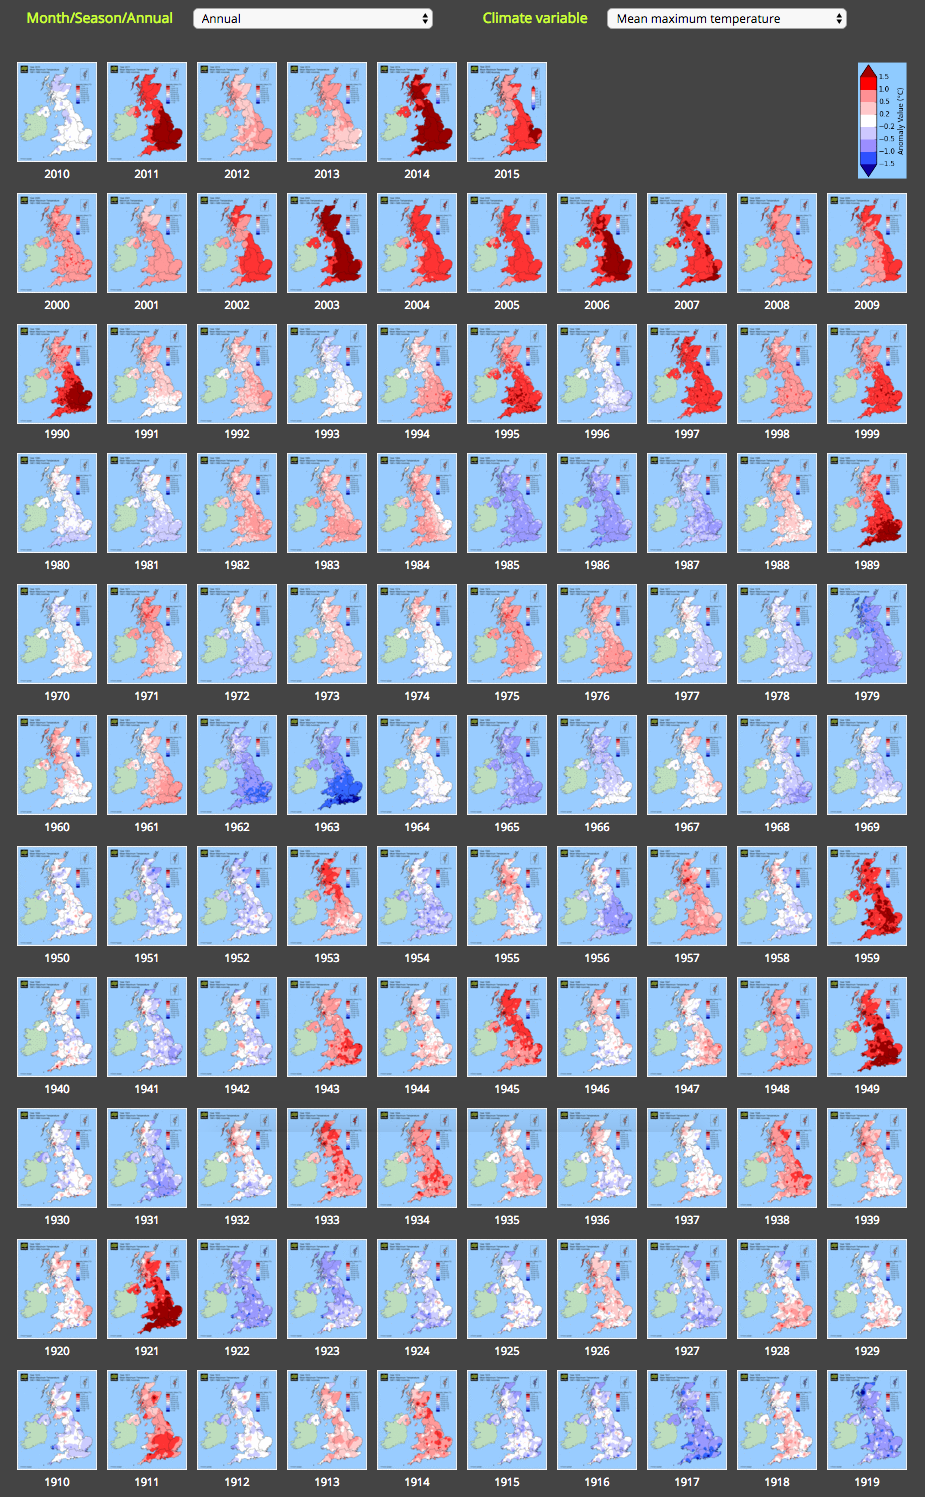 Month/Season/Annual Annual Climate variable Mean maximum temperature
1.5
1.0
0.5
0.2
−0.2
−0.5
−1.0
−1.5
Anomaly Value (°C)
2010 2011 2012 2013 2014 2015
2000 2001 2002 2003 2004 2005 2006 2007 2008 2009
1990 1991 1992 1993 1994 1995 1996 1997 1998 1999
1980 1981 1982 1983 1984 1985 1986 1987 1988 1989
1970 1971 1972 1973 1974 1975 1976 1977 1978 1979
1960 1961 1962 1963 1964 1965 1966 1967 1968 1969
1950 1951 1952 1953 1954 1955 1956 1957 1958 1959
1940 1941 1942 1943 1944 1945 1946 1947 1948 1949
1930 1931 1932 1933 1934 1935 1936 1937 1938 1939
1920 1921 1922 1923 1924 1925 1926 1927 1928 1929
1910 1911 1912 1913 1914 1915 1916 1917 1918 1919